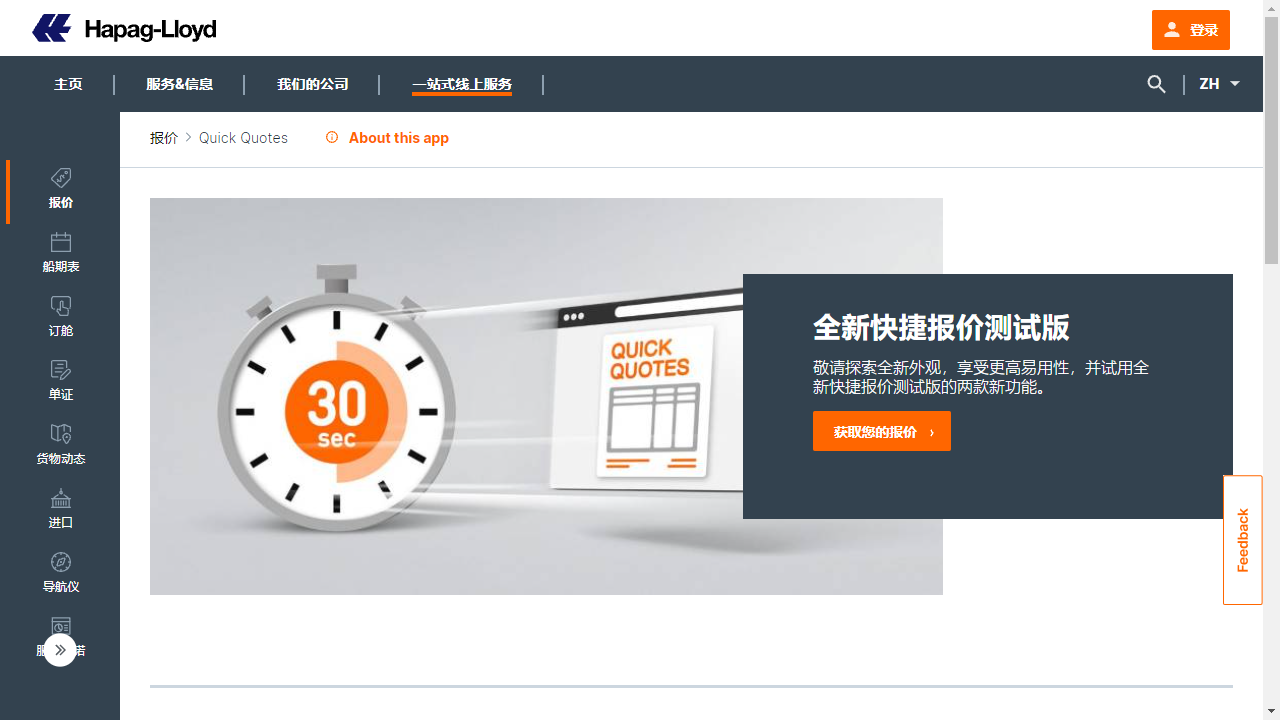 Hapag-Lloyd
登录
主页
服务&信息
我们的公司
一站式线上服务
ZH
报价 > Quick Quotes
About this app
报价
船期表
订舱
单证
货物动态
进口
导航仪
30
sec
QUICK
QUOTES
全新快捷报价测试版
敬请探索全新外观，享受更高易用性，并试用全
新快捷报价测试版的两款新功能。
获取您的报价 ›
Feedback